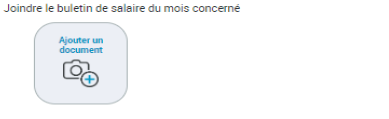 Joindre le buletin de salaire du mois concerné
Ajouter un
document